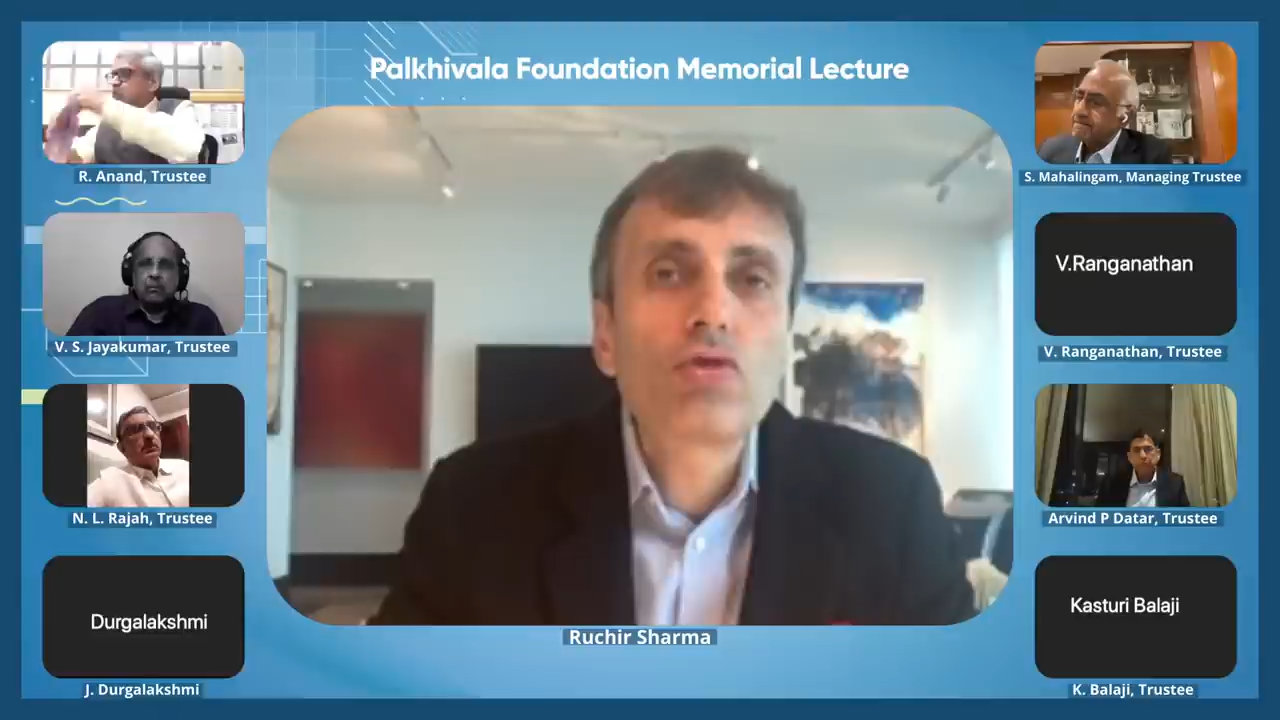 Palkhivala Foundation Memorial Lecture
R. Anand, Trustee
S. Mahalingam, Managing Trustee
V.Ranganathan
V. S. Jayakumar, Trustee
V. Ranganathan, Trustee
N. L. Rajah, Trustee
Arvind P Datar, Trustee
Durgalakshmi
Kasturi Balaji
Ruchir Sharma
J. Durgalakshmi
K. Balaji, Trustee